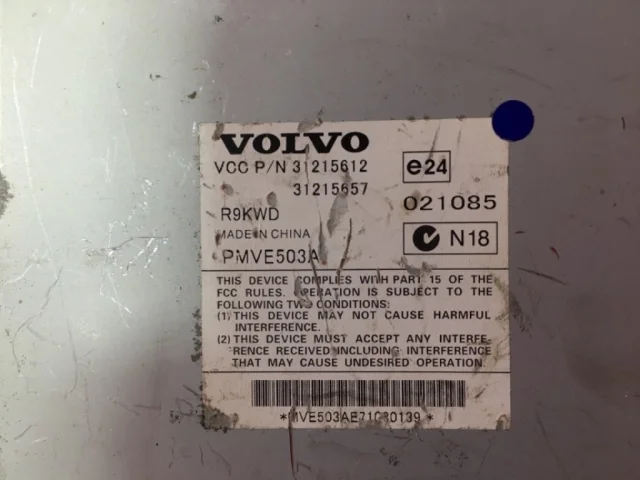 VOLVO
VCC P/N 31215612
31215657
e24
021085
R9KWD
MADE IN CHINA
N18
PMVE503A
THIS DEVICE COMPLIES WITH PART 15 OF THE
FCC RULES. OPERATION IS SUBJECT TO THE
FOLLOWING TWO CONDITIONS:
(1) THIS DEVICE MAY NOT CAUSE HARMFUL
INTERFERENCE.
(2) THIS DEVICE MUST ACCEPT ANY INTERFE-
RENCE RECEIVED INCLUDING INTERFERENCE
THAT MAY CAUSE UNDESIRED OPERATION.